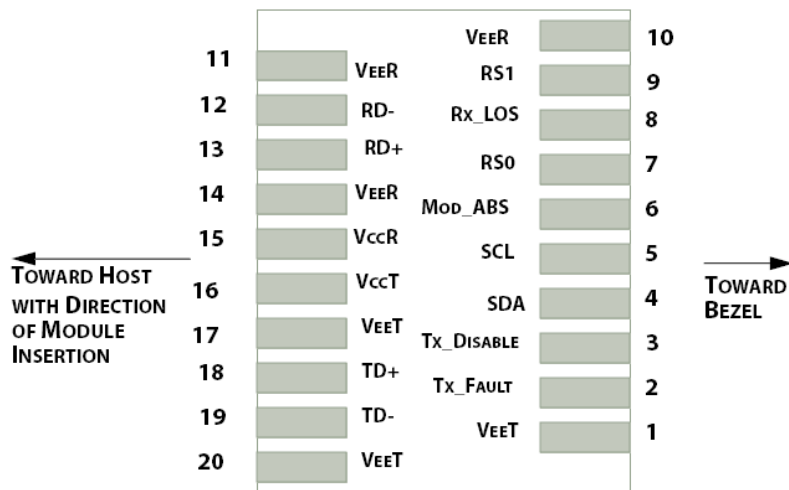 11 VEER
12 RD-
13 RD+
14 VEER
15 VCCR
16 VCCT
17 VEET
18 TD+
19 TD-
20 VEET
VEER 10
RS1 9
RX_LOS 8
RS0 7
MOD_ABS 6
SCL 5
SDA 4
TX_DISABLE 3
TX_FAULT 2
VEET 1
TOWARD HOST
WITH DIRECTION
OF MODULE
INSERTION
TOWARD
BEZEL